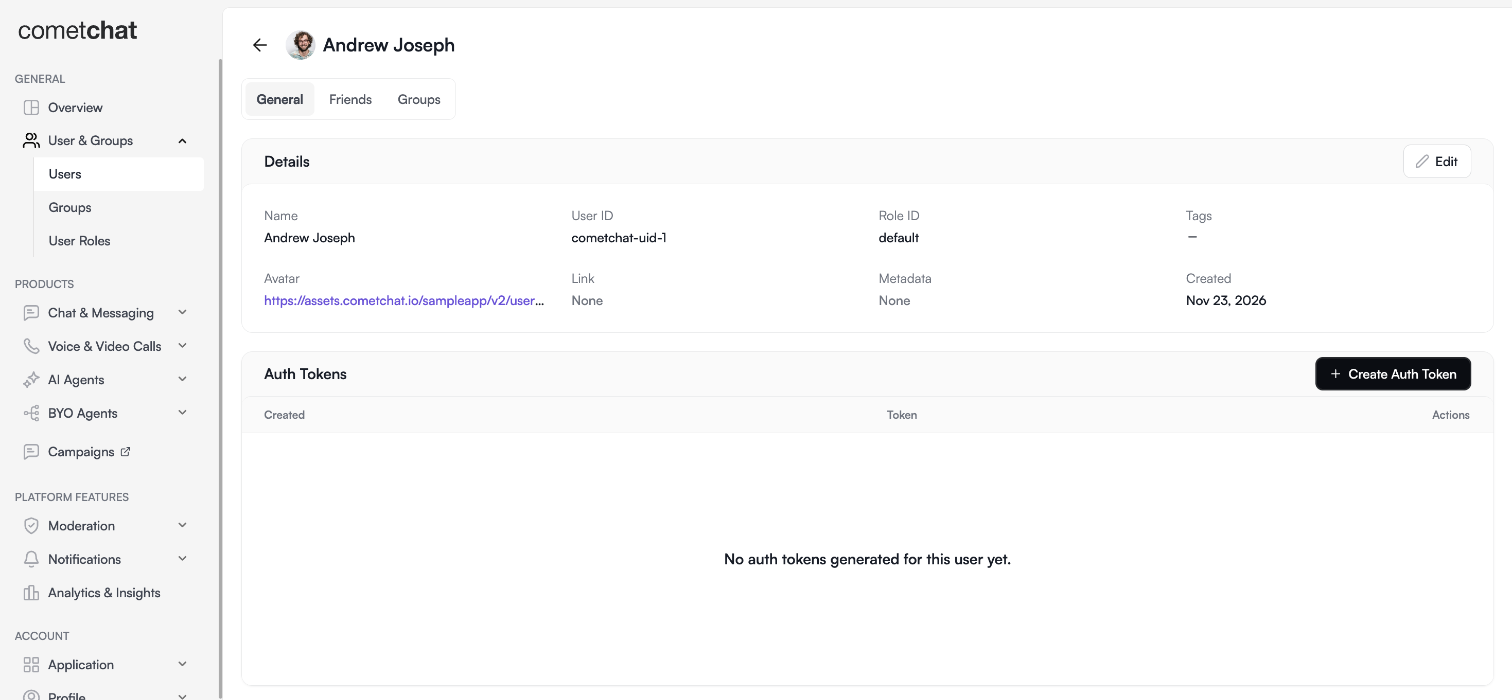 cometchat
GENERAL
Overview
User & Groups
Users
Groups
User Roles
PRODUCTS
Chat & Messaging
Voice & Video Calls
AI Agents
BYO Agents
Campaigns
PLATFORM FEATURES
Moderation
Notifications
Analytics & Insights
ACCOUNT
Application
Profile
Andrew Joseph
General Friends Groups
Details Edit
Name User ID Role ID Tags
Andrew Joseph cometchat-uid-1 default –
Avatar Link Metadata Created
https://assets.cometchat.io/sampleapp/v2/user... None None Nov 23, 2026
Auth Tokens + Create Auth Token
Created Token Actions
No auth tokens generated for this user yet.